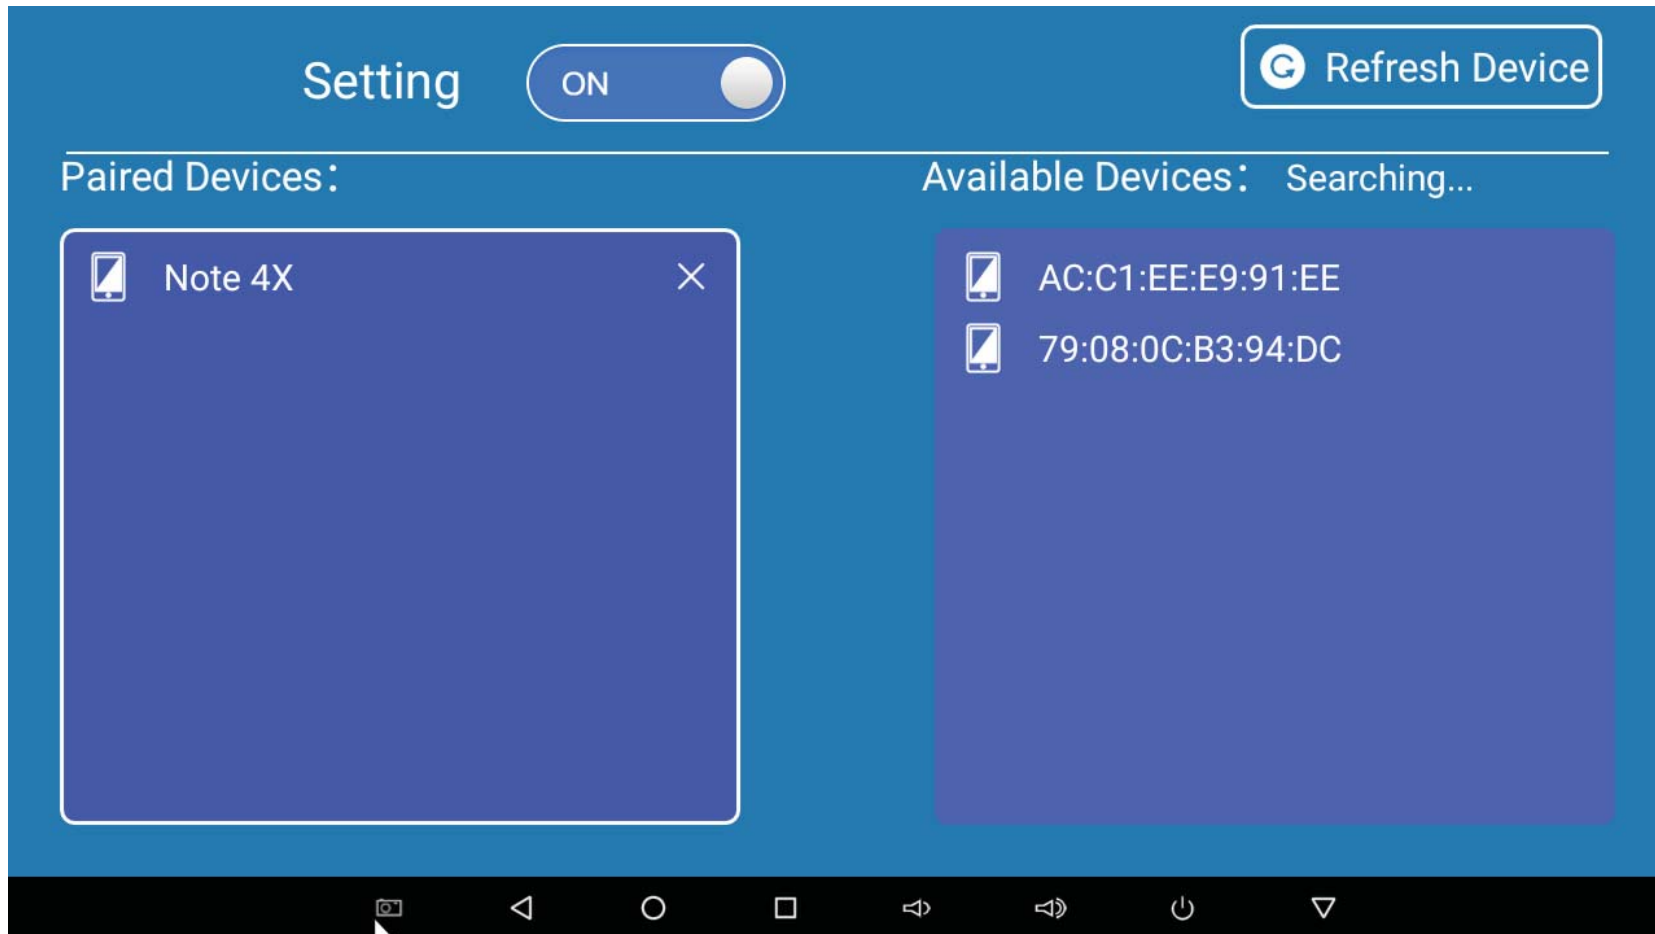 Setting ON Refresh Device
Paired Devices： Available Devices： Searching...
Note 4X
AC:C1:EE:E9:91:EE
79:08:0C:B3:94:DC